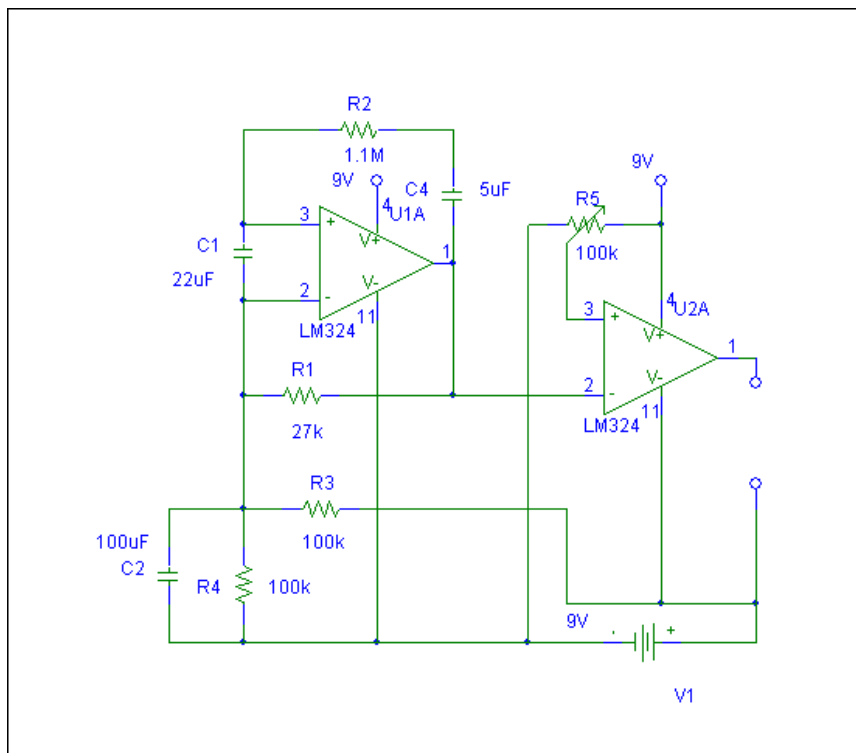 R2
1.1M
9V
C4
5uF
9V
R5
4
U1A
3
+
V+
100k
C1
1
22uF
V-
2
-
4
U2A
3
+
V+
11
LM324
1
R1
V-
2
-
11
27k
LM324
R3
100uF
C2
100k
R4
100k
9V
-
+
V1